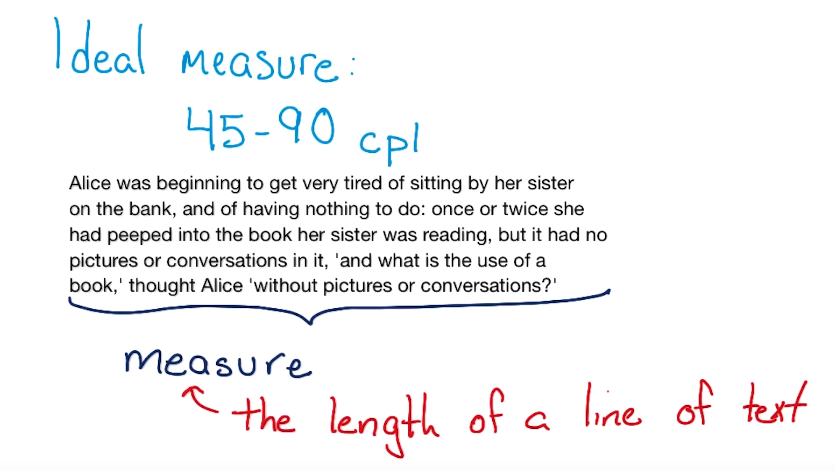 Ideal measure:
45-90 cpl
Alice was beginning to get very tired of sitting by her sister
on the bank, and of having nothing to do: once or twice she
had peeped into the book her sister was reading, but it had no
pictures or conversations in it, 'and what is the use of a
book,' thought Alice 'without pictures or conversations?'
measure
the length of a line of text